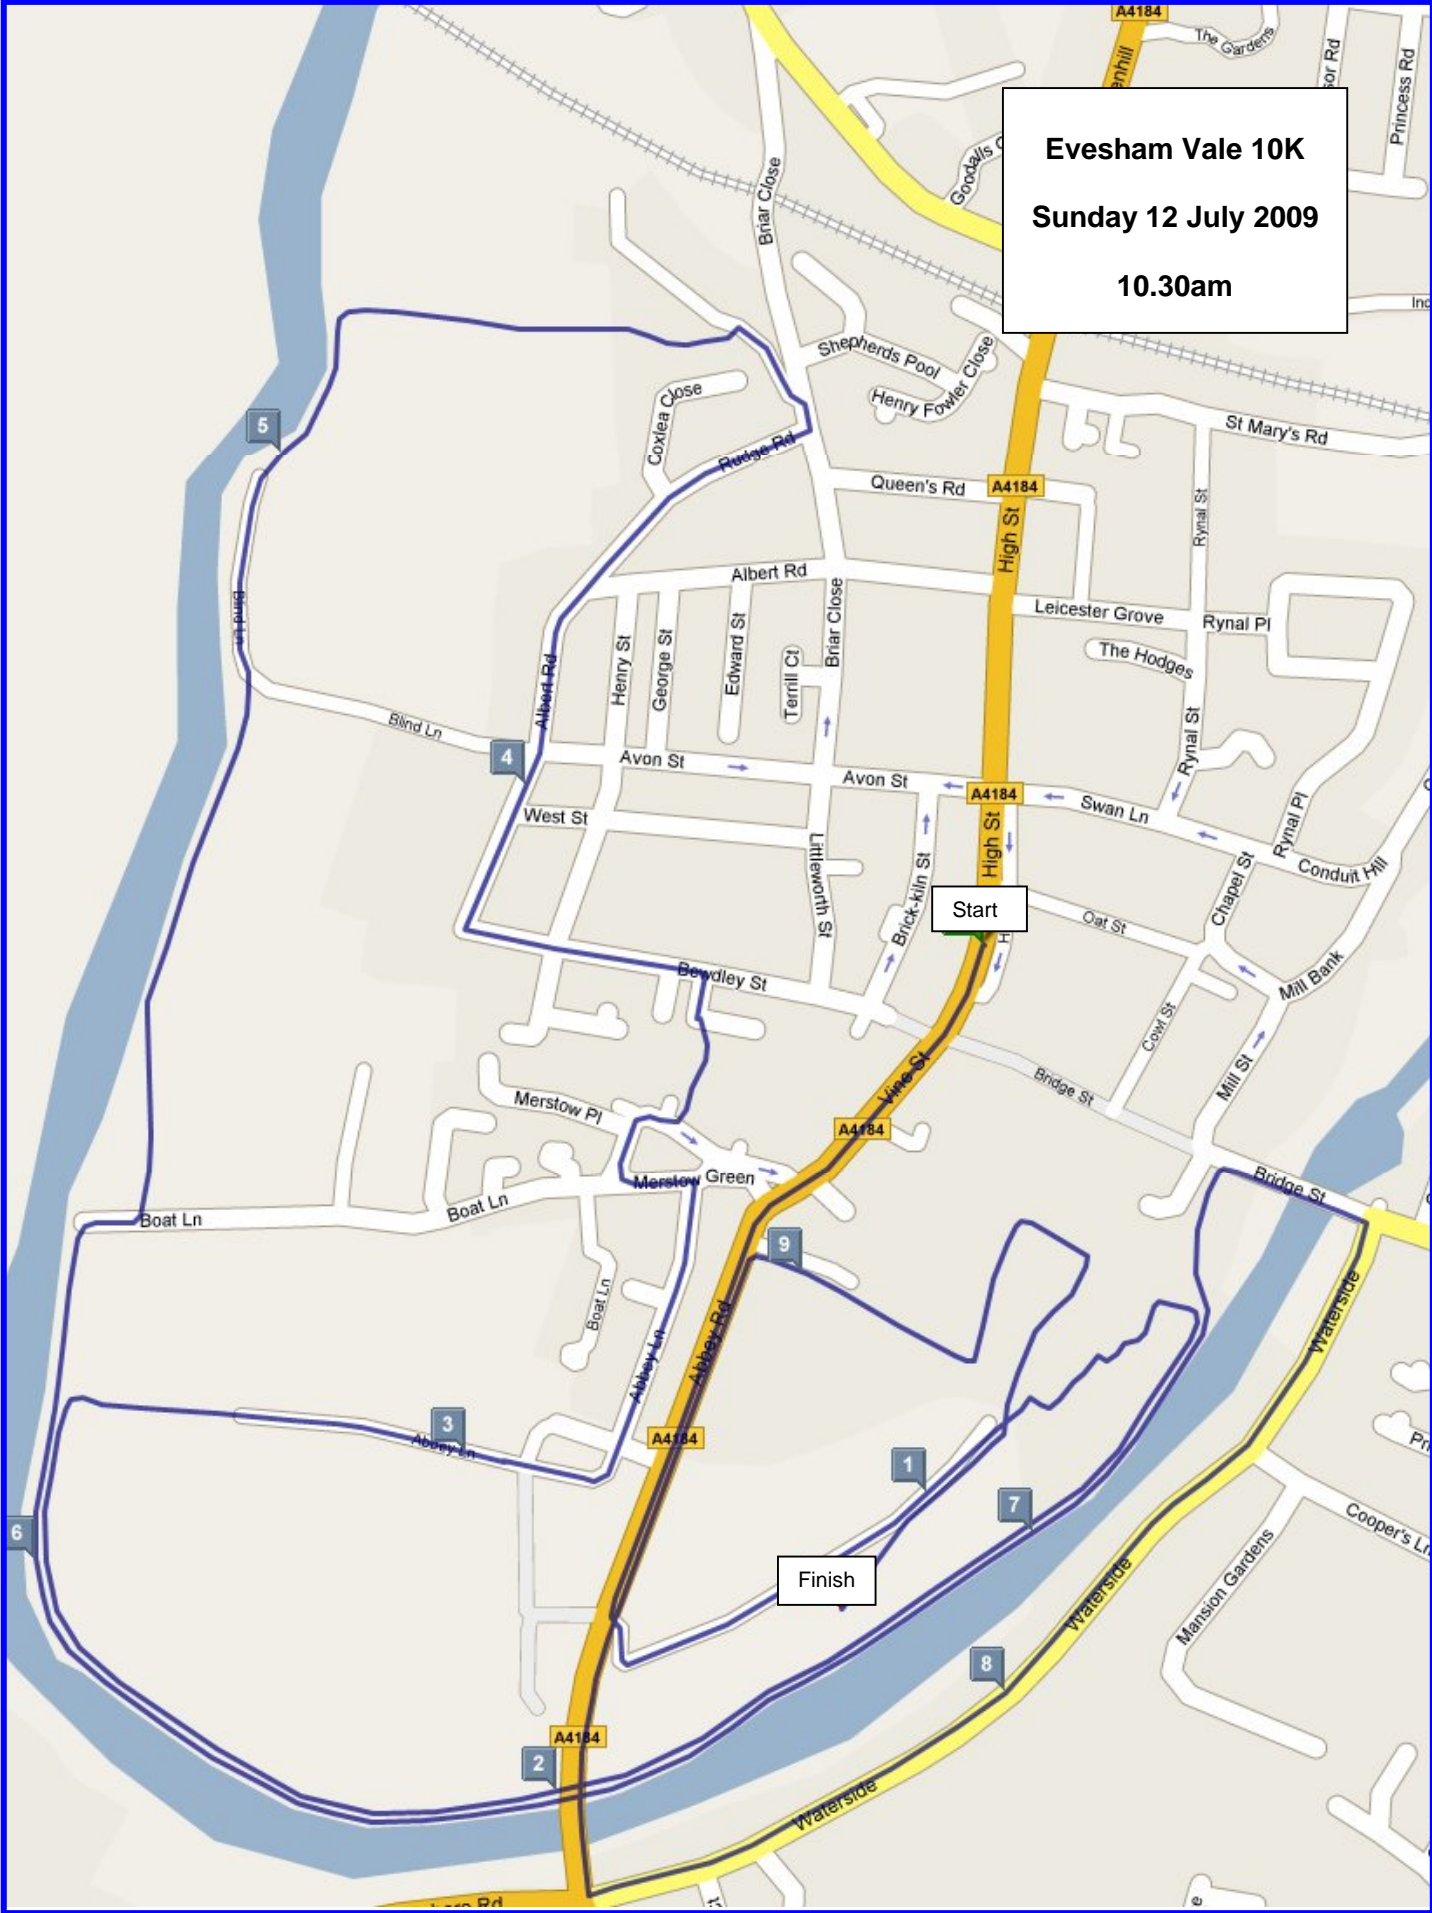 A4184
The Gardens
enhill
sor Rd
Princess Rd
Evesham Vale 10K
Sunday 12 July 2009
10.30am
Goodalls C
Briar Close
Inc
Shepherds Pool
Henry Fowler Close
Coxlea Close
St Mary's Rd
5
Rudge Rd
Queen's Rd
A4184
High St
Rynal St
Albert Rd
Blind Ln
Briar Close
Leicester Grove
Rynal Pl
The Hodges
Henry St
George St
Edward St
Terrill Ct
Albert Rd
Blind Ln
4
Avon St
Avon St
A4184
Swan Ln
Rynal St
Rynal Pl
West St
Littleworth St
High St
Conduit Hill
Brick-kiln St
Chapel St
Start
H
Oat St
Bewdley St
Mill Bank
Cowl St
Vine St
Bridge St
Mill St
Merstow Pl
A4184
Merstow Green
Bridge St
Boat Ln
Boat Ln
9
Boat Ln
Abbey Rd
Waterside
Abbey Ln
3
Abbey Ln
A4184
1
7
6
Cooper's Ln
Pri
Finish
Mansion Gardens
Waterside
8
A4184
2
Waterside